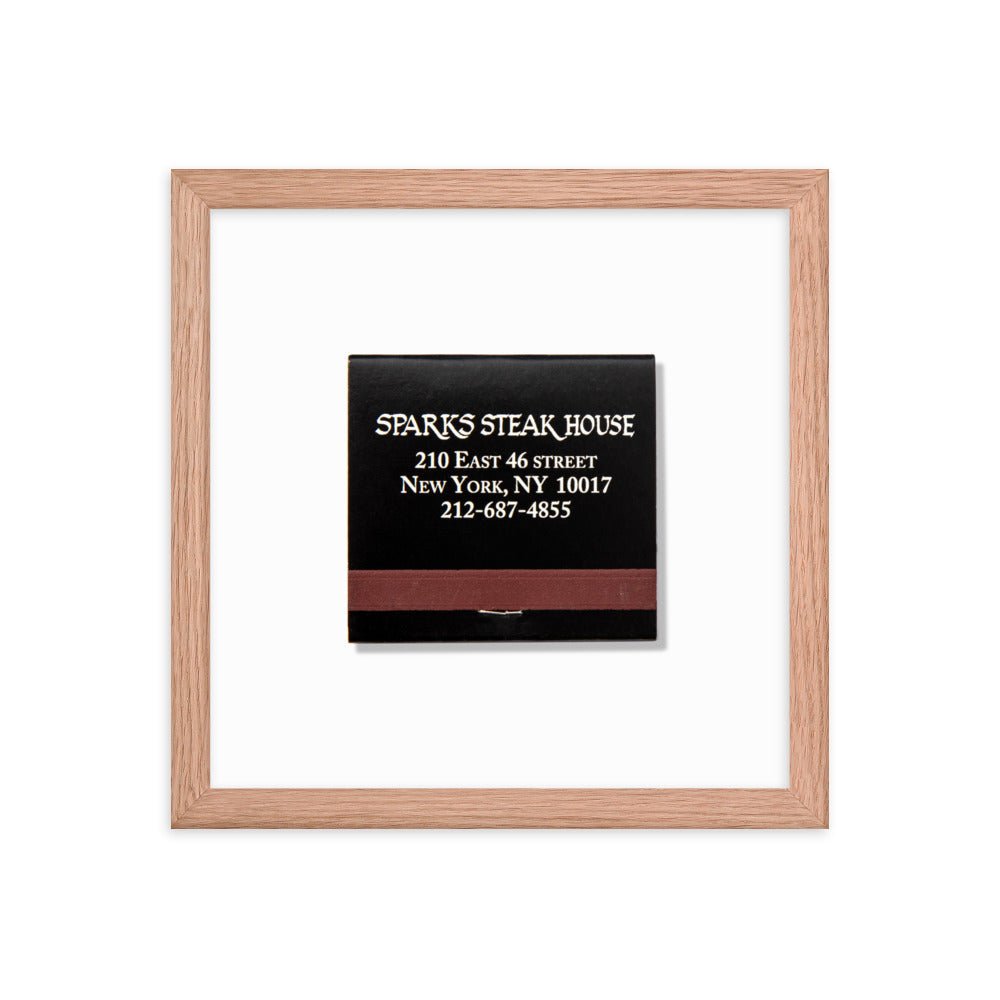 SPARKS STEAK HOUSE
210 East 46 street
New York, NY 10017
212-687-4855